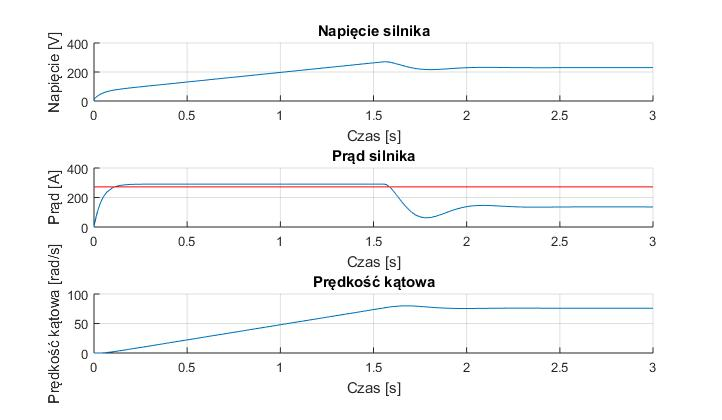 Napięcie silnika
Napięcie [V]
400
200
0
0 0.5 1 1.5 2 2.5 3
Czas [s]
Prąd silnika
Prąd [A]
400
200
0
0 0.5 1 1.5 2 2.5 3
Czas [s]
Prędkość kątowa
Prędkość kątowa [rad/s]
100
50
0
0 0.5 1 1.5 2 2.5 3
Czas [s]